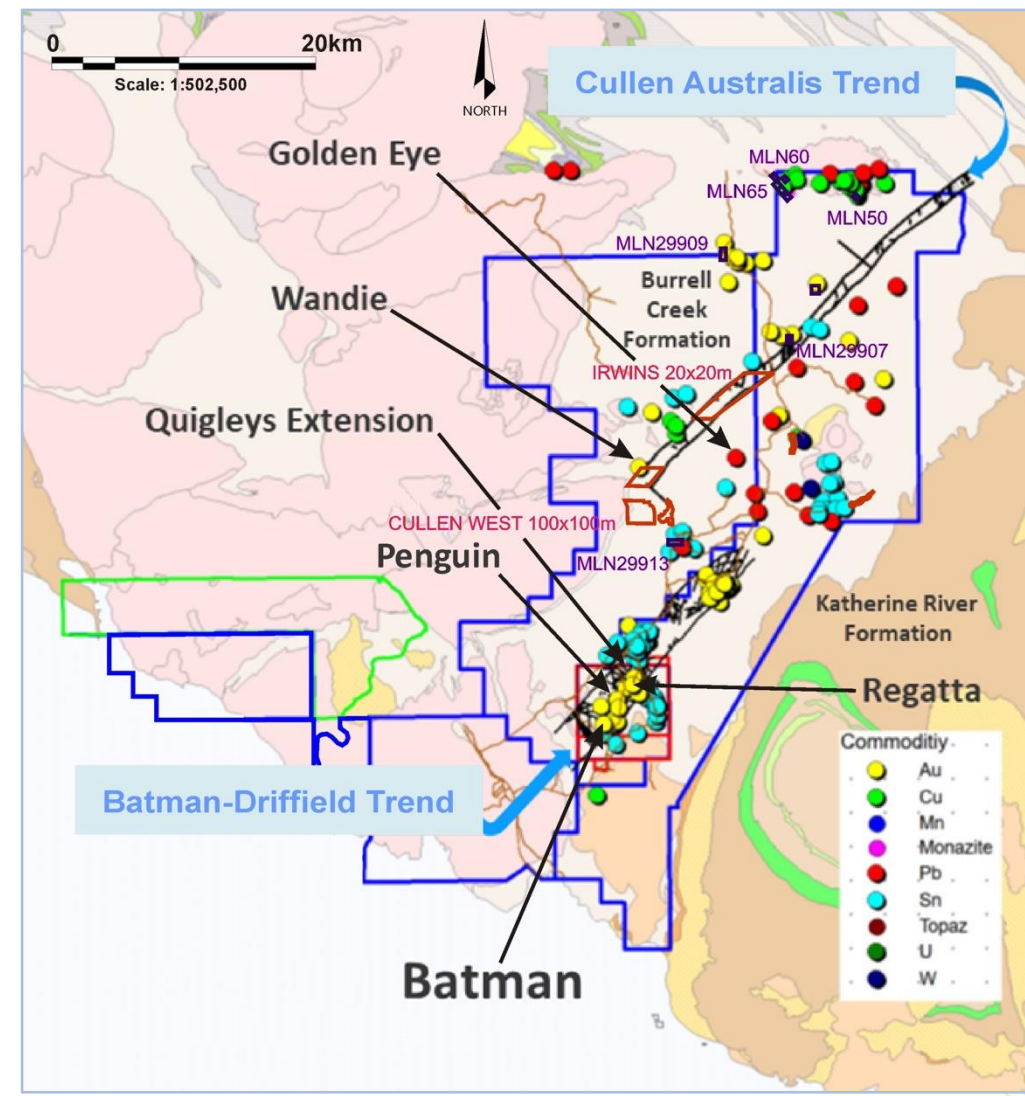 0 20km
Scale: 1:502,500
NORTH
Cullen Australis Trend
Golden Eye
MLN60
MLN65
MLN50
MLN29909
Wandie
Burrell
Creek
Formation
MLN29907
IRWINS 20x20m
Quigleys Extension
CULLEN WEST 100x100m
Penguin
MLN29913
Katherine River
Formation
Regatta
Batman-Driffield Trend
Batman
Commoditiy
Au
Cu
Mn
Monazite
Pb
Sn
Topaz
U
W